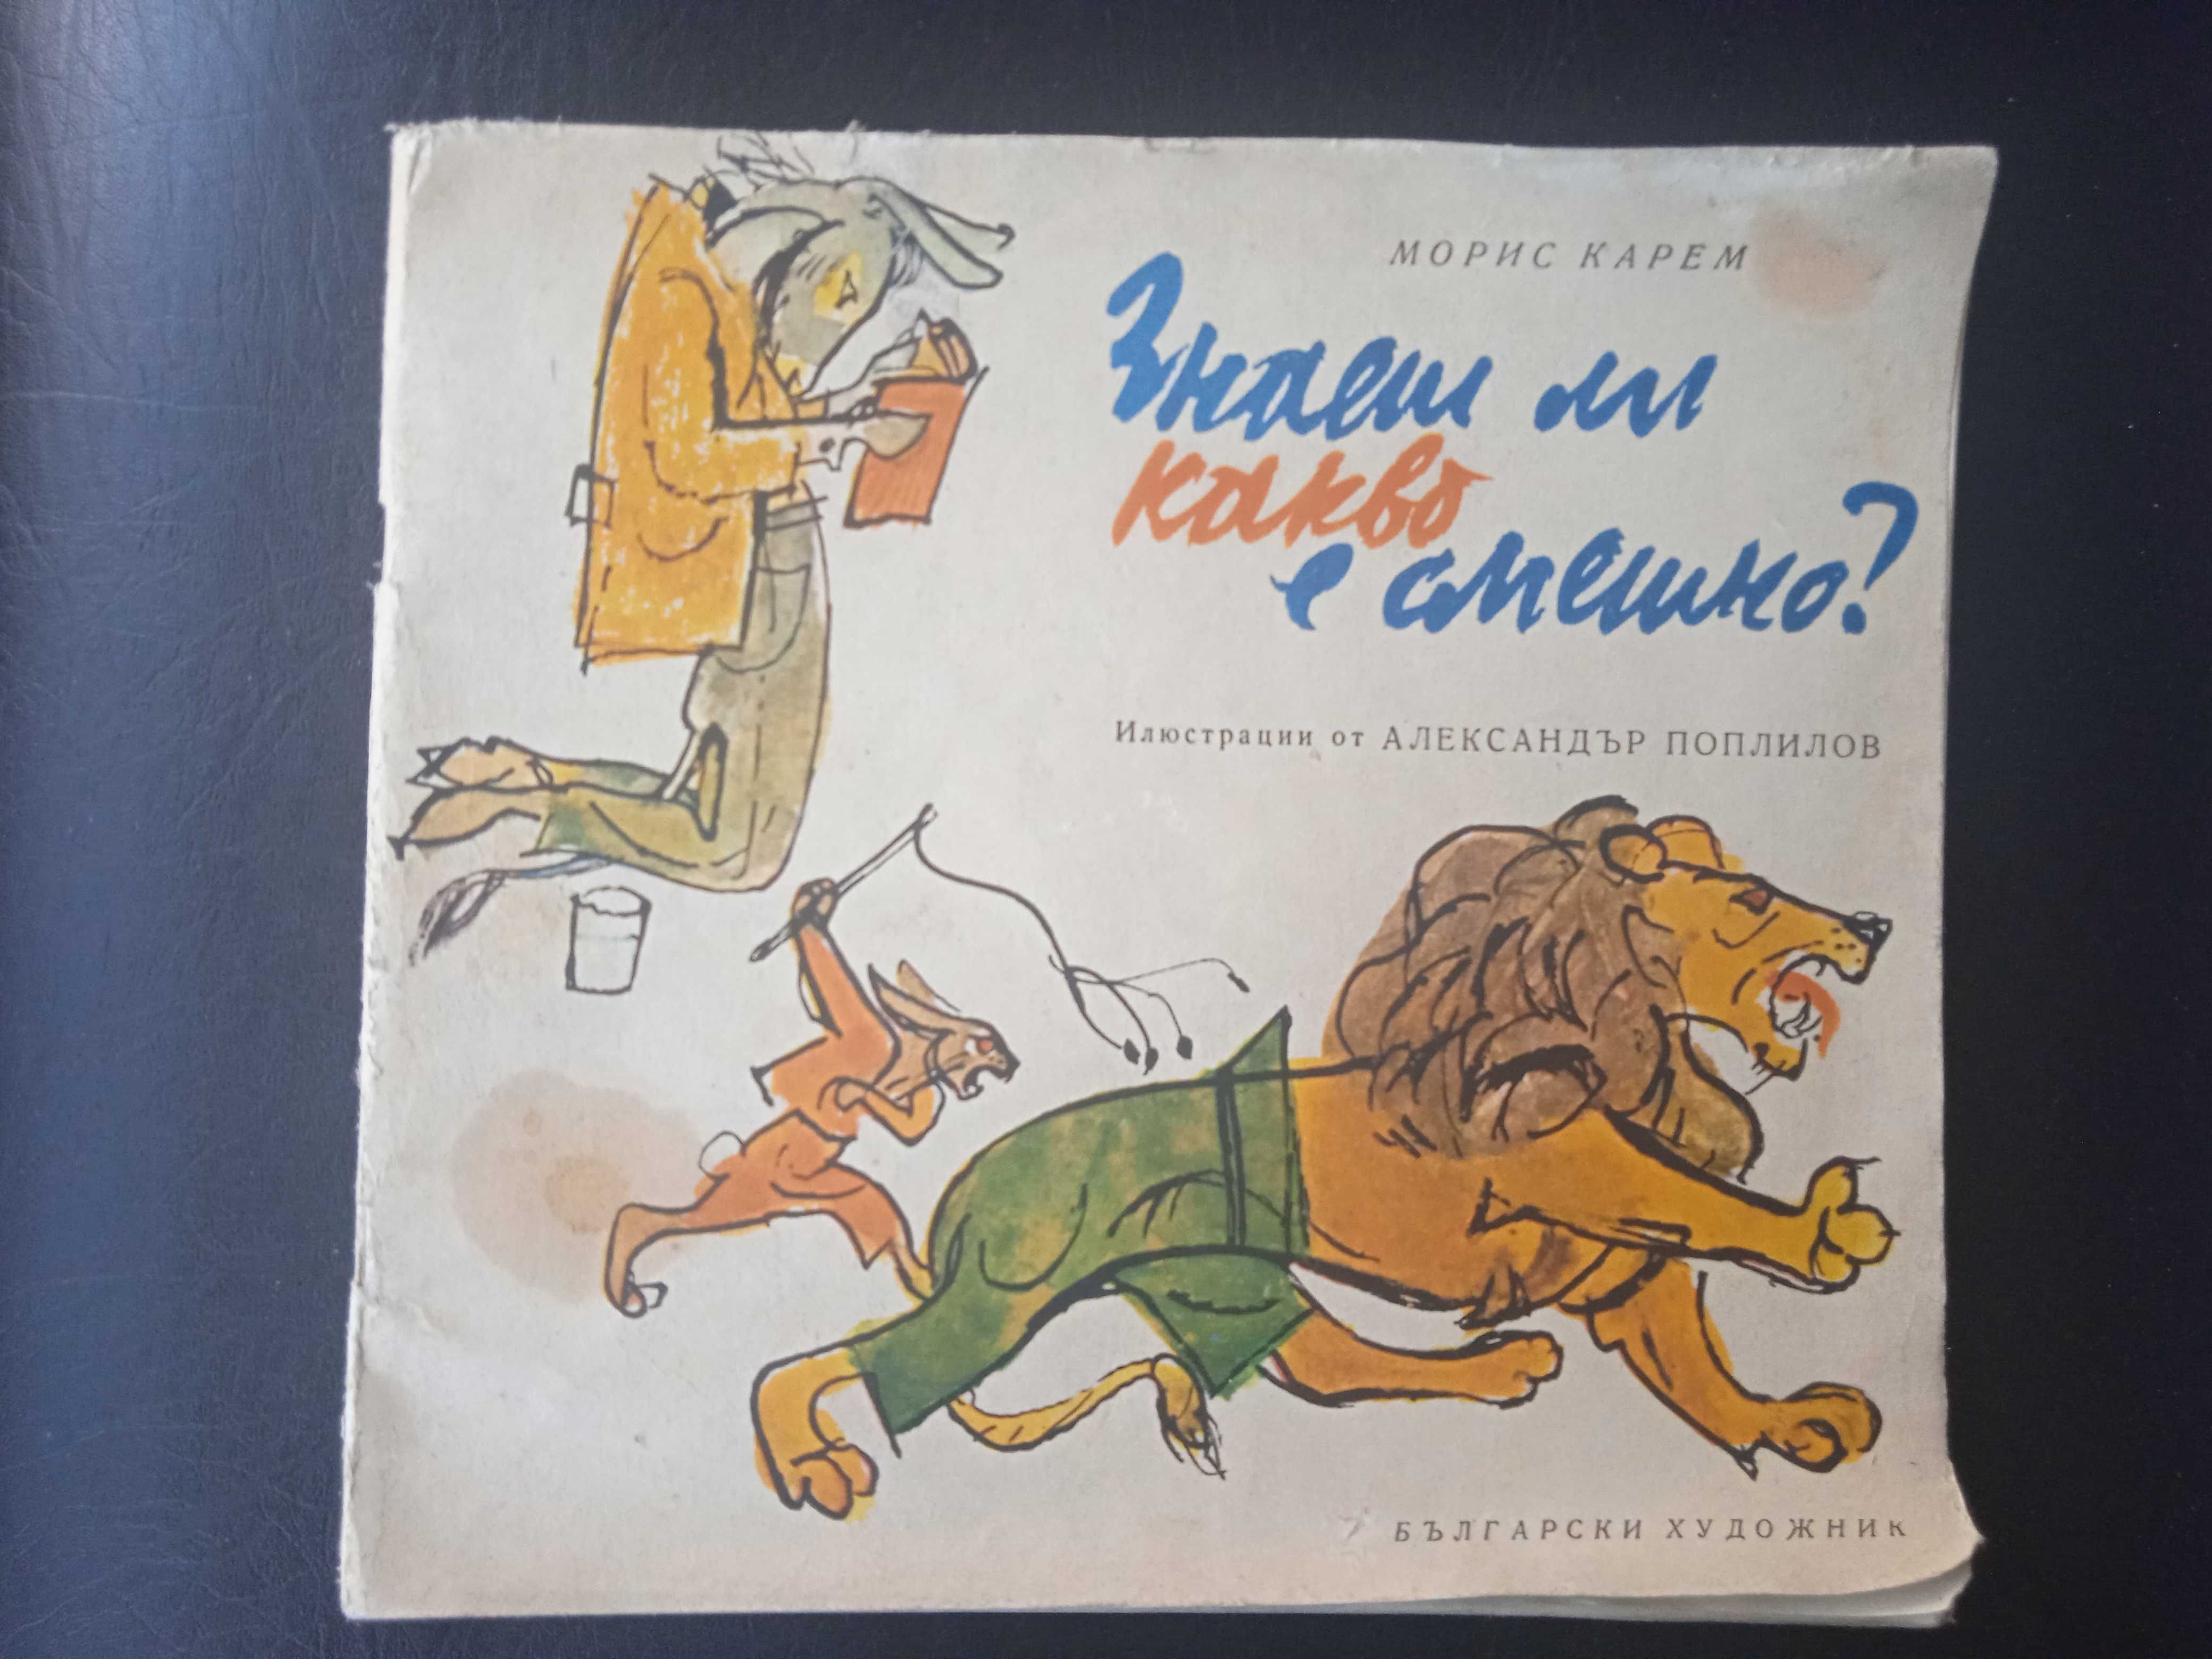 МОРИС КАРЕМ
Знаеш ли
какво
е смешно?
Илюстрации от АЛЕКСАНДЪР ПОПЛИЛОВ
БЪЛГАРСКИ ХУДОЖНИК